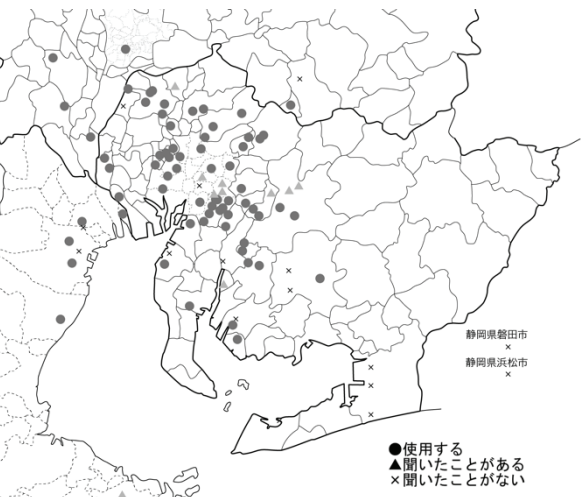 静岡県磐田市
×
静岡県浜松市
×
●使用する
▲聞いたことがある
×聞いたことがない